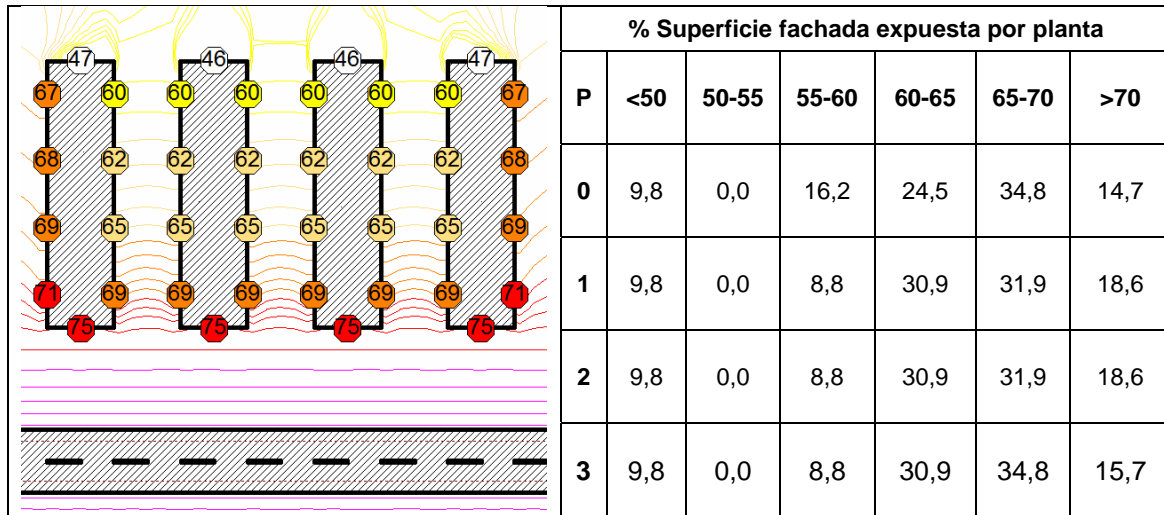 47 46 46 47
67 60 60 60 60 60 60 67
68 62 62 62 62 62 62 68
69 65 65 65 65 65 65 69
71 69 69 69 69 69 69 71
75 75 75 75
% Superficie fachada expuesta por planta
P <50 50-55 55-60 60-65 65-70 >70
0 9,8 0,0 16,2 24,5 34,8 14,7
1 9,8 0,0 8,8 30,9 31,9 18,6
2 9,8 0,0 8,8 30,9 31,9 18,6
3 9,8 0,0 8,8 30,9 34,8 15,7